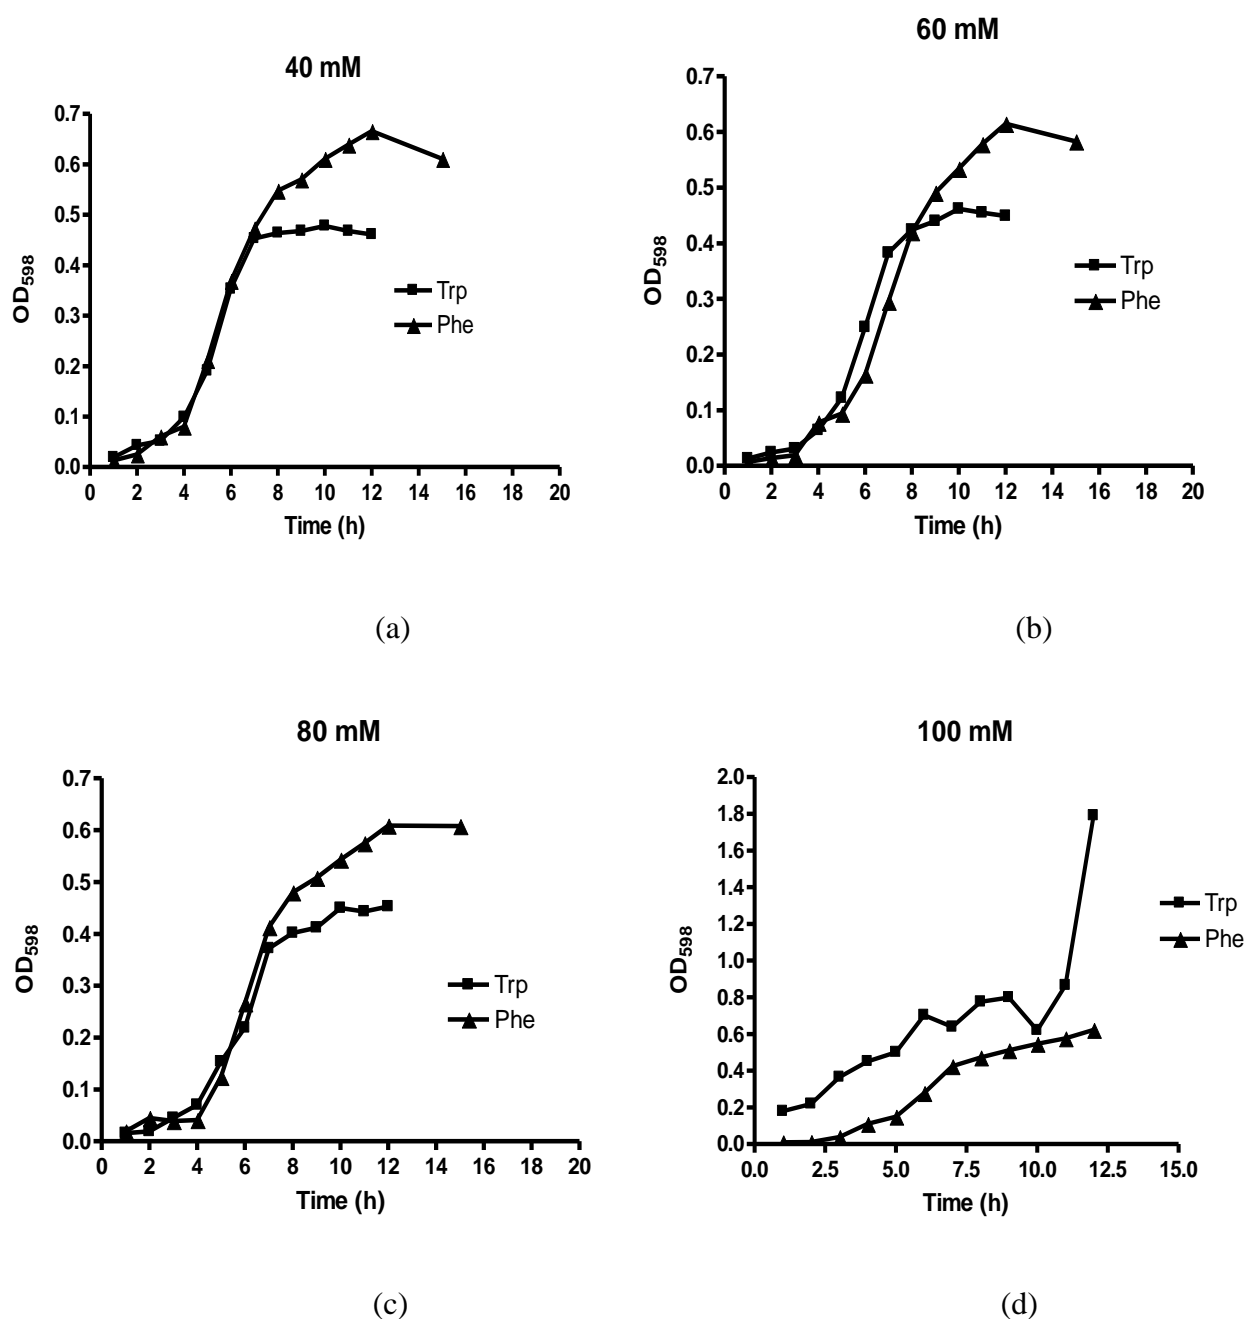 40 mM
0.7
0.6
0.5
0.4
0.3
0.2
0.1
0.0
OD598
0 2 4 6 8 10 12 14 16 18 20
Time (h)
Trp
Phe
(a)
60 mM
0.7
0.6
0.5
0.4
0.3
0.2
0.1
0.0
OD598
0 2 4 6 8 10 12 14 16 18 20
Time (h)
Trp
Phe
(b)
80 mM
0.7
0.6
0.5
0.4
0.3
0.2
0.1
0.0
OD598
0 2 4 6 8 10 12 14 16 18 20
Time (h)
Trp
Phe
(c)
100 mM
2.0
1.8
1.6
1.4
1.2
1.0
0.8
0.6
0.4
0.2
0.0
OD598
0.0 2.5 5.0 7.5 10.0 12.5 15.0
Time (h)
Trp
Phe
(d)